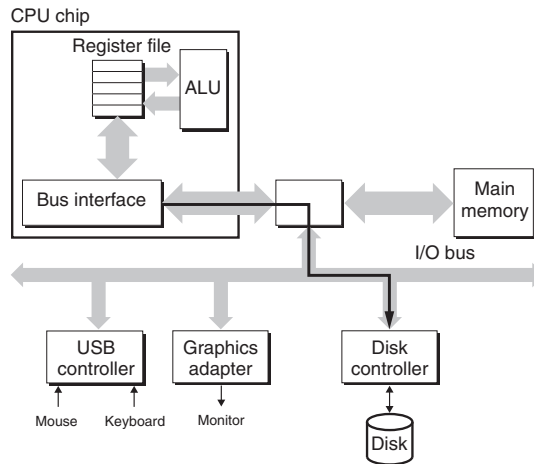 CPU chip
Register file
ALU
Bus interface
Main
memory
I/O bus
USB
controller
Graphics
adapter
Disk
controller
Mouse
Keyboard
Monitor
Disk